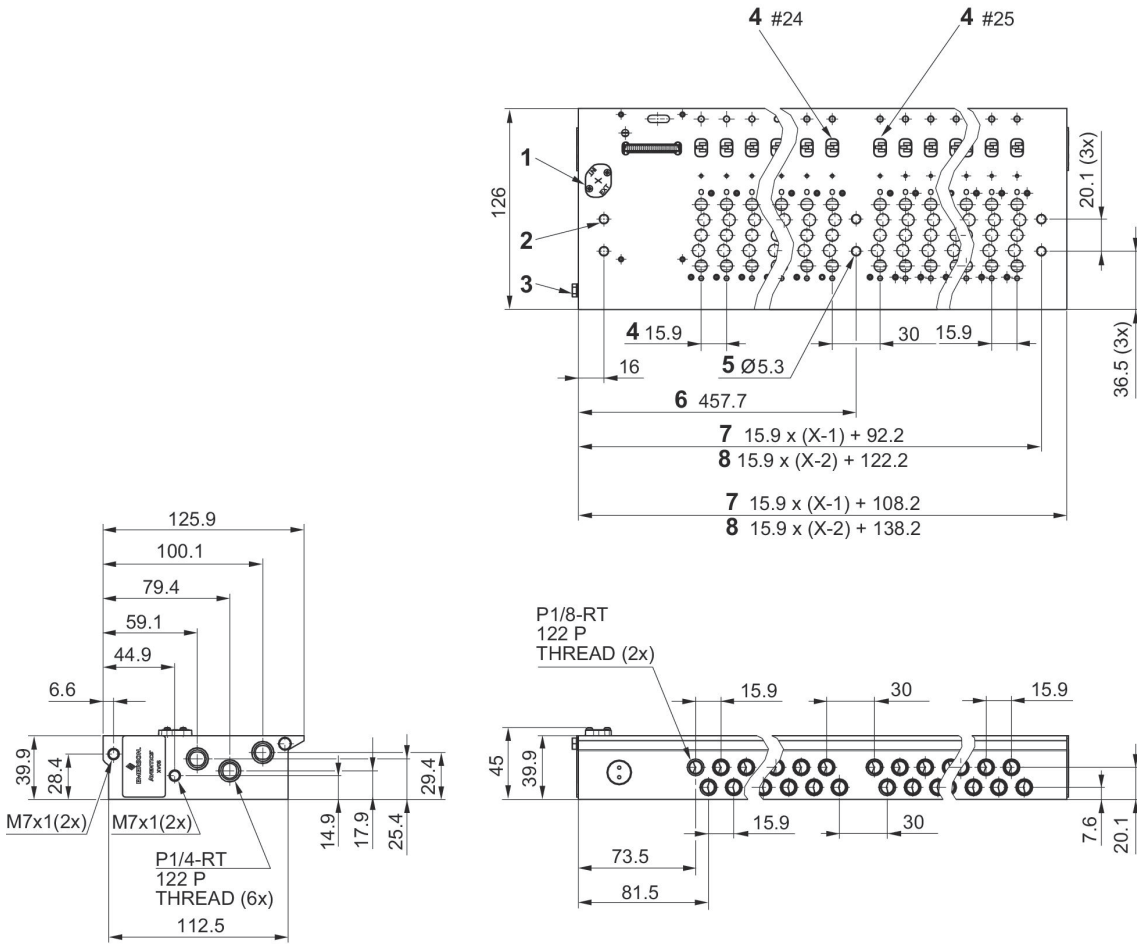 4 #24
4 #25
1
2
3
126
20.1 (3x)
36.5 (3x)
4 15.9
30
15.9
16
5 Ø5.3
6 457.7
7 15.9 x (X-1) + 92.2
8 15.9 x (X-2) + 122.2
7 15.9 x (X-1) + 108.2
8 15.9 x (X-2) + 138.2
125.9
100.1
79.4
59.1
44.9
6.6
39.9
28.4
EMERSON
AVENTICS
XV05
M7x1(2x)
M7x1(2x)
14.9
17.9
25.4
29.4
P1/4-RT
122 P
THREAD (6x)
112.5
P1/8-RT
122 P
THREAD (2x)
15.9
30
15.9
45
39.9
15.9
30
7.6
20.1
73.5
81.5